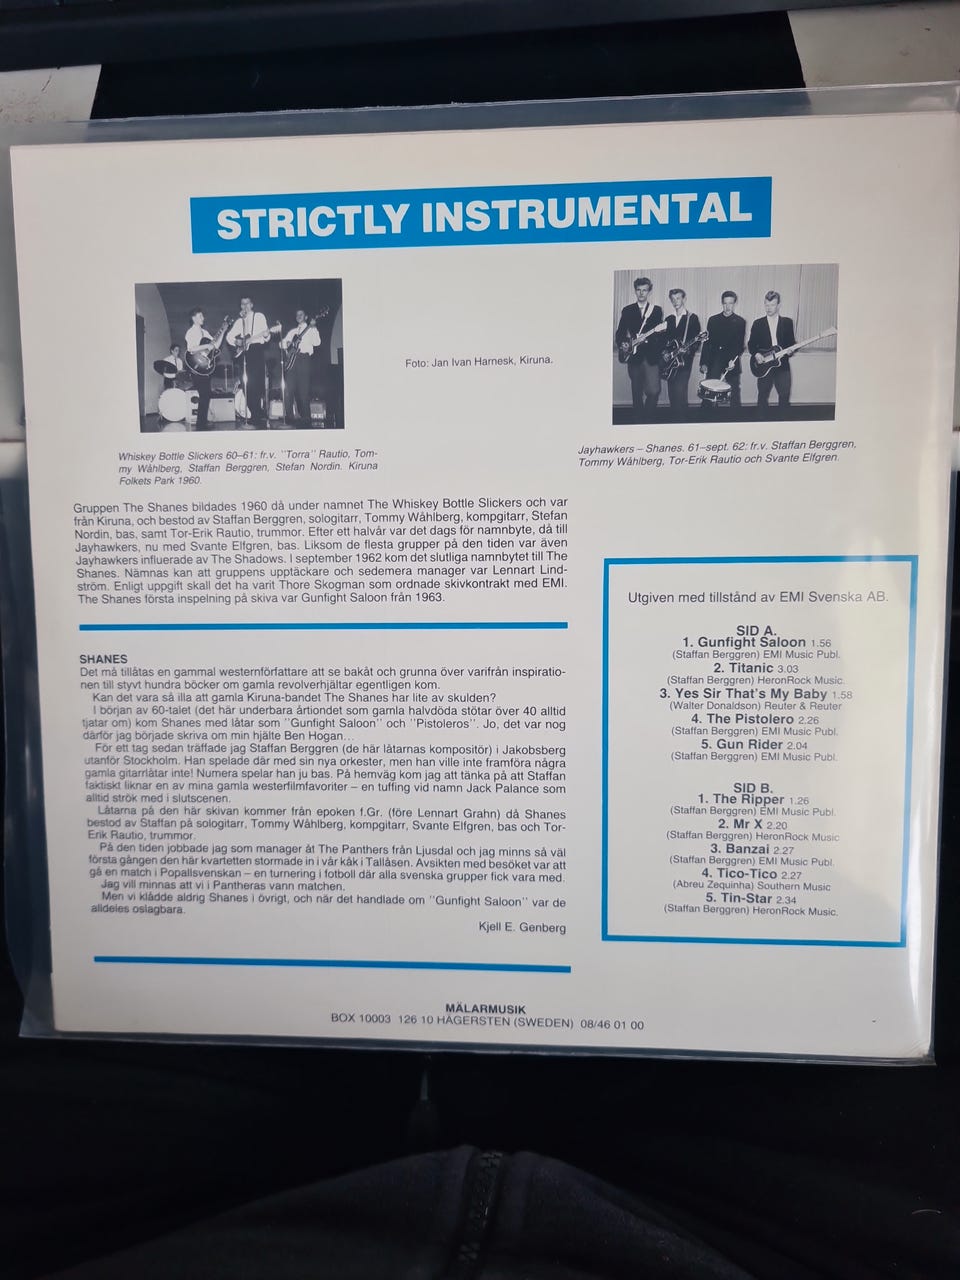 STRICTLY INSTRUMENTAL
Foto: Jan Ivan Harnesk, Kiruna.
Whiskey Bottle Slickers 60–61: fr.v. "Torra" Rautio, Tom-
my Wåhlberg, Staffan Berggren, Stefan Nordin. Kiruna
Folkets Park 1960.
Jayhawkers – Shanes. 61–sept. 62: fr.v. Staffan Berggren,
Tommy Wåhlberg, Tor-Erik Rautio och Svante Elfgren.
Gruppen The Shanes bildades 1960 då under namnet The Whiskey Bottle Slickers och var
från Kiruna, och bestod av Staffan Berggren, sologitarr, Tommy Wåhlberg, kompgitarr, Stefan
Nordin, bas, samt Tor-Erik Rautio, trummor. Efter ett halvår var det dags för namnbyte, då till
Jayhawkers, nu med Svante Elfgren, bas. Liksom de flesta grupper på den tiden var även
Jayhawkers influerade av The Shadows. I september 1962 kom det slutliga namnbytet till The
Shanes. Nämnas kan att gruppens upptäckare och sedemera manager var Lennart Lind-
ström. Enligt uppgift skall det ha varit Thore Skogman som ordnade skivkontrakt med EMI.
The Shanes första inspelning på skiva var Gunfight Saloon från 1963.
SHANES
Det må tillåtas en gammal westernförfattare att se bakåt och grunna över varifrån inspiratio-
nen till styvt hundra böcker om gamla revolverhjältar egentligen kom.
Kan det vara så illa att gamla Kiruna-bandet The Shanes har lite av skulden?
I början av 60-talet (det här underbara årtiondet som gamla halvdöda stötar över 40 alltid
tjatar om) kom Shanes med låtar som "Gunfight Saloon" och "Pistoleros". Jo, det var nog
därför jag började skriva om min hjälte Ben Hogan...
För ett tag sedan träffade jag Staffan Berggren (de här låtarnas kompositör) i Jakobsberg
utanför Stockholm. Han spelade där med sin nya orkester, men han ville inte framföra några
gamla gitarrlåtar inte! Numera spelar han ju bas. På hemväg kom jag att tänka på att Staffan
faktiskt liknar en av mina gamla westerfilmfavoriter – en tuffing vid namn Jack Palance som
alltid strök med i slutscenen.
Låtarna på den här skivan kommer från epoken f.Gr. (före Lennart Grahn) då Shanes
bestod av Staffan på sologitarr, Tommy Wåhlberg, kompgitarr, Svante Elfgren, bas och Tor-
Erik Rautio, trummor.
På den tiden jobbade jag som manager åt The Panthers från Ljusdal och jag minns så väl
första gången den här kvartetten stormade in i vår kåk i Tallåsen. Avsikten med besöket var att
gå en match i Popallsvenskan – en turnering i fotboll där alla svenska grupper fick vara med.
Jag vill minnas att vi i Pantheras vann matchen.
Men vi klådde aldrig Shanes i övrigt, och när det handlade om "Gunfight Saloon" var de
alldeles oslagbara.
Kjell E. Genberg
Utgiven med tillstånd av EMI Svenska AB.
SID A.
1. Gunfight Saloon 1.56
(Staffan Berggren) EMI Music Publ.
2. Titanic 3.03
(Staffan Berggren) HeronRock Music.
3. Yes Sir That's My Baby 1.58
(Walter Donaldson) Reuter & Reuter
4. The Pistolero 2.26
(Staffan Berggren) EMI Music Publ.
5. Gun Rider 2.04
(Staffan Berggren) EMI Music Publ.
SID B.
1. The Ripper 1.26
(Staffan Berggren) EMI Music Publ.
2. Mr X 2.20
(Staffan Berggren) HeronRock Music
3. Banzai 2.27
(Staffan Berggren) EMI Music Publ.
4. Tico-Tico 2.27
(Abreu Zequinha) Southern Music
5. Tin-Star 2.34
(Staffan Berggren) HeronRock Music.
MÄLARMUSIK
BOX 10003 126 10 HÄGERSTEN (SWEDEN) 08/46 01 00